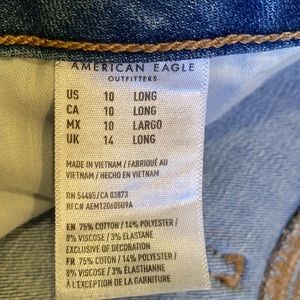 AMERICAN EAGLE
OUTFITTERS
US 10 LONG
CA 10 LONG
MX 10 LARGO
UK 14 LONG
MADE IN VIETNAM / FABRIQUÉ AU
VIETNAM / HECHO EN VIETNAM
RN 54485/CA 03873
RFC# AEM120605D9A
EN 75% COTTON / 14% POLYESTER /
8% VISCOSE / 3% ELASTANE
EXCLUSIVE OF DECORATION
FR 75% COTON / 14% POLYESTER /
8% VISCOSE / 3% ÉLASTHANNE
À L'EXCEPTION DE LA GARNITURE